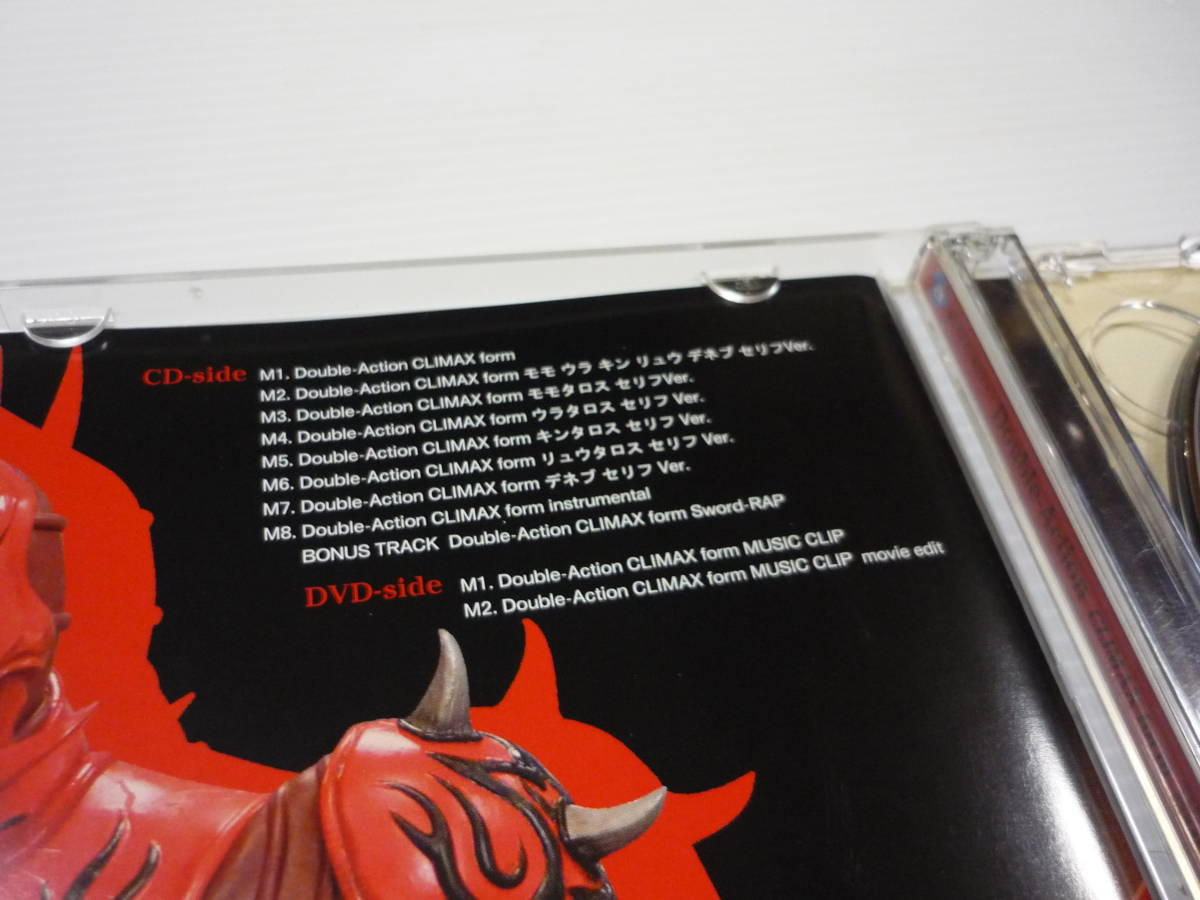 CD-side M1. Double-Action CLIMAX form
M2. Double-Action CLIMAX form モモ ウラ キン リュウ デネブ セリフVer.
M3. Double-Action CLIMAX form モモタロス セリフVer.
M4. Double-Action CLIMAX form ウラタロス セリフ Ver.
M5. Double-Action CLIMAX form キンタロス セリフ Ver.
M6. Double-Action CLIMAX form リュウタロス セリフ Ver.
M7. Double-Action CLIMAX form デネブ セリフ Ver.
M8. Double-Action CLIMAX form instrumental
BONUS TRACK Double-Action CLIMAX form Sword-RAP
DVD-side M1. Double-Action CLIMAX form MUSIC CLIP
M2. Double-Action CLIMAX form MUSIC CLIP movie edit
Double-Action CLIMAX